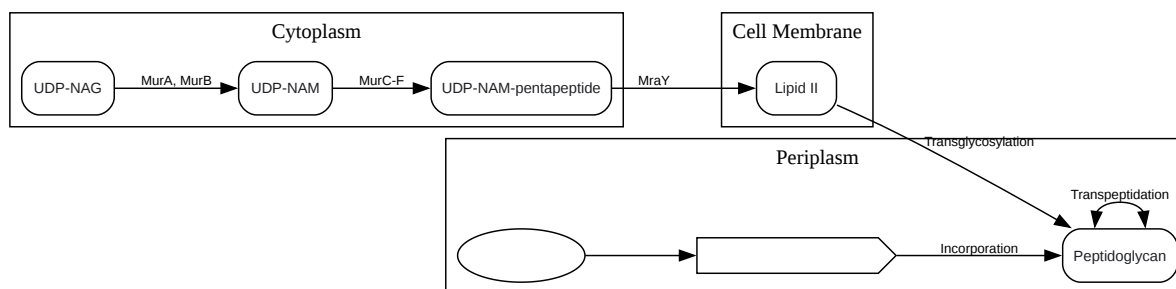 Cytoplasm
Cell Membrane
UDP-NAG
MurA, MurB
UDP-NAM
MurC-F
UDP-NAM-pentapeptide
MraY
Lipid II
Transglycosylation
Periplasm
Transpeptidation
Incorporation
Peptidoglycan